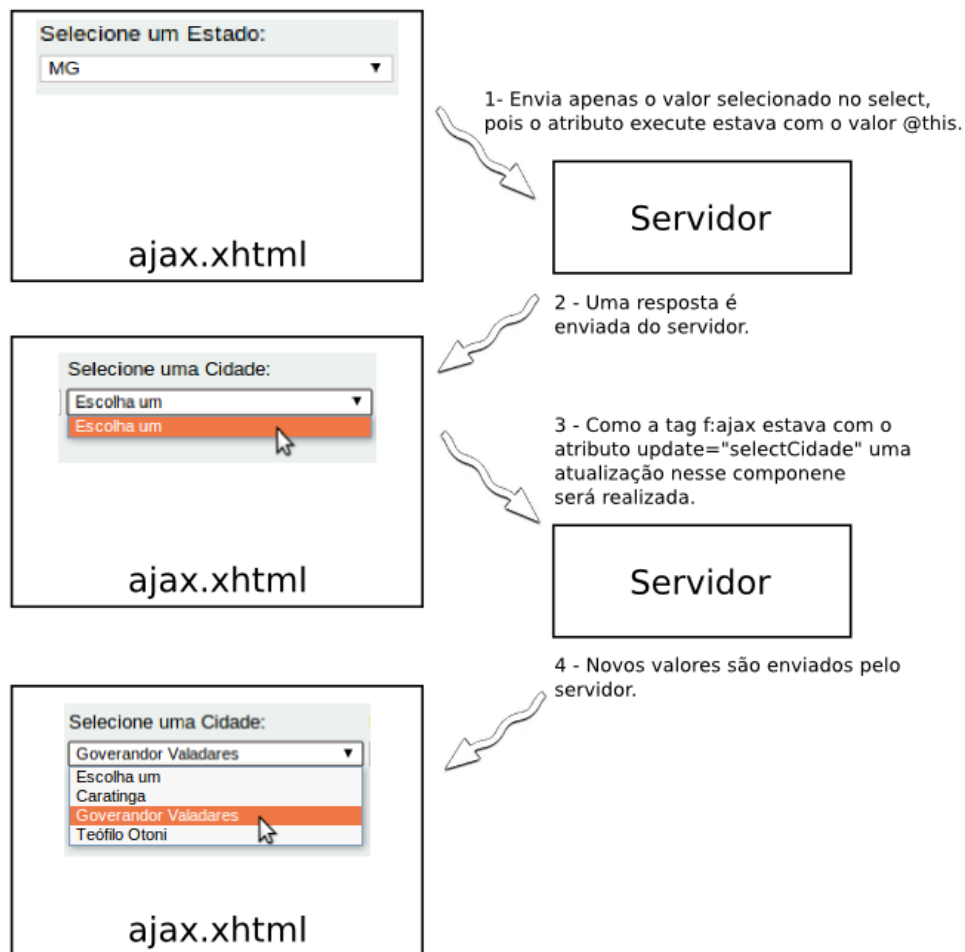 Selecione um Estado:
MG
ajax.xhtml
1- Envia apenas o valor selecionado no select,
pois o atributo execute estava com o valor @this.
Servidor
2 - Uma resposta é
enviada do servidor.
Selecione uma Cidade:
Escolha um
Escolha um
ajax.xhtml
3 - Como a tag f:ajax estava com o
atributo update="selectCidade" uma
atualização nesse componene
será realizada.
Servidor
4 - Novos valores são enviados pelo
servidor.
Selecione uma Cidade:
Goverandor Valadares
Escolha um
Caratinga
Goverandor Valadares
Teófilo Otoni
ajax.xhtml